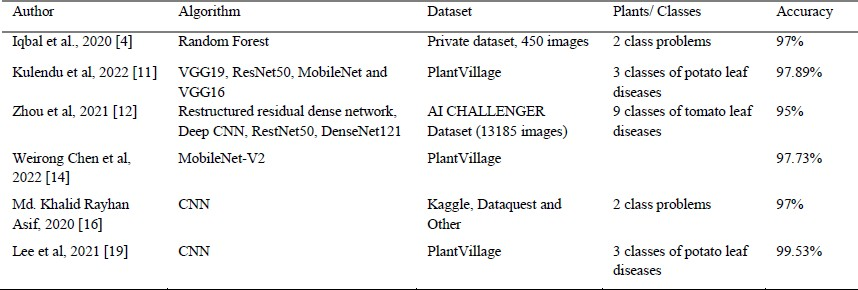 Author Algorithm Dataset Plants/ Classes Accuracy
Iqbal et al., 2020 [4] Random Forest Private dataset, 450 images 2 class problems 97%
Kulendu et al, 2022 [11] VGG19, ResNet50, MobileNet and PlantVillage 3 classes of potato leaf 97.89%
VGG16 diseases
Zhou et al, 2021 [12] Restructured residual dense network, AI CHALLENGER 9 classes of tomato leaf 95%
Deep CNN, RestNet50, DenseNet121 Dataset (13185 images) diseases
Weirong Chen et al, MobileNet-V2 PlantVillage 97.73%
2022 [14]
Md. Khalid Rayhan CNN Kaggle, Dataquest and 2 class problems 97%
Asif, 2020 [16] Other
Lee et al, 2021 [19] CNN PlantVillage 3 classes of potato leaf 99.53%
diseases